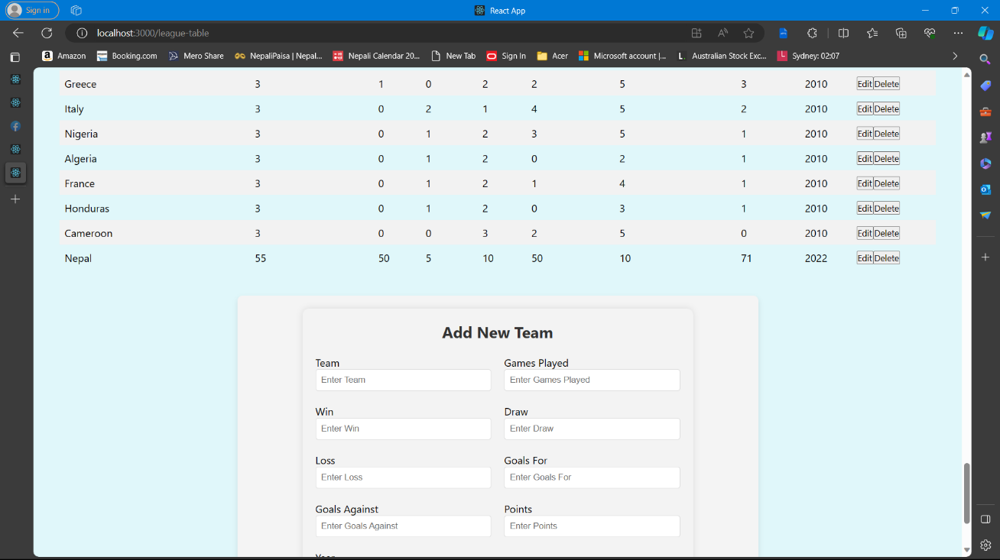 Sign in
React App
localhost:3000/league-table
Amazon Booking.com Mero Share NepaliPaisa | Nepal... Nepali Calendar 20... New Tab Sign In Acer Microsoft account |... Australian Stock Exc... Sydney: 02:07
Greece 3 1 0 2 2 5 3 2010 Edit Delete
Italy 3 0 2 1 4 5 2 2010 Edit Delete
Nigeria 3 0 1 2 3 5 1 2010 Edit Delete
Algeria 3 0 1 2 0 2 1 2010 Edit Delete
France 3 0 1 2 1 4 1 2010 Edit Delete
Honduras 3 0 1 2 0 3 1 2010 Edit Delete
Cameroon 3 0 0 3 2 5 0 2010 Edit Delete
Nepal 55 50 5 10 50 10 71 2022 Edit Delete
Add New Team
Team Games Played
Enter Team Enter Games Played
Win Draw
Enter Win Enter Draw
Loss Goals For
Enter Loss Enter Goals For
Goals Against Points
Enter Goals Against Enter Points